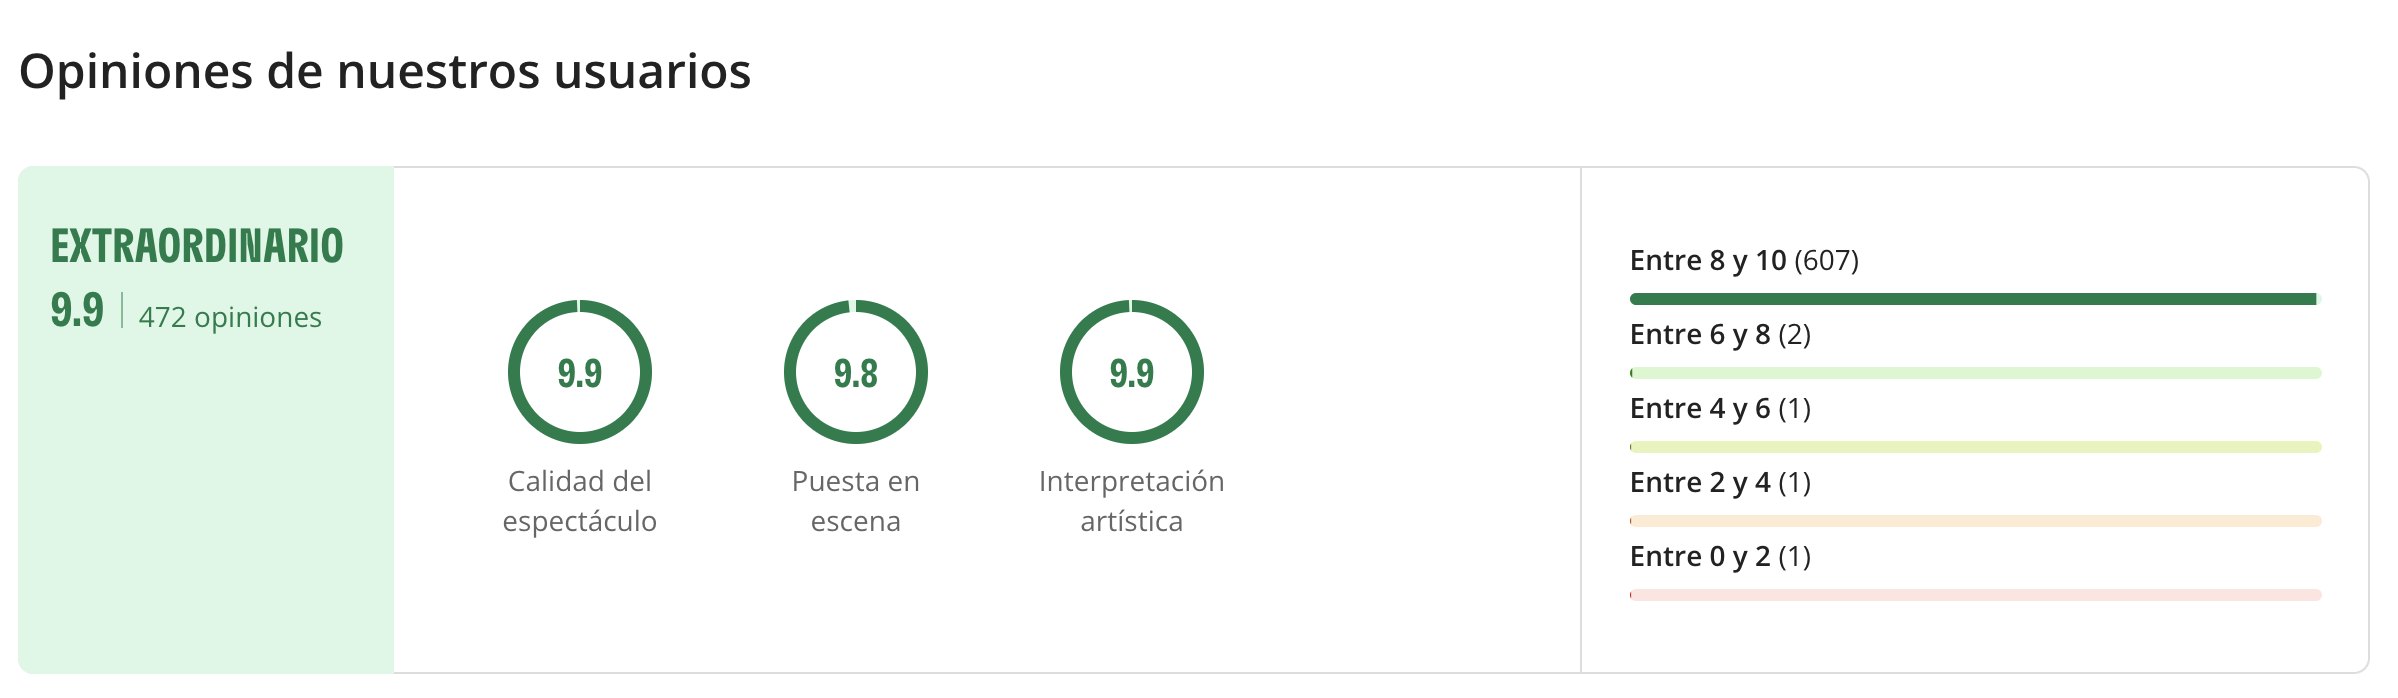 Opiniones de nuestros usuarios
EXTRAORDINARIO
9.9 | 472 opiniones
9.9
Calidad del
espectáculo
9.8
Puesta en
escena
9.9
Interpretación
artística
Entre 8 y 10 (607)
Entre 6 y 8 (2)
Entre 4 y 6 (1)
Entre 2 y 4 (1)
Entre 0 y 2 (1)